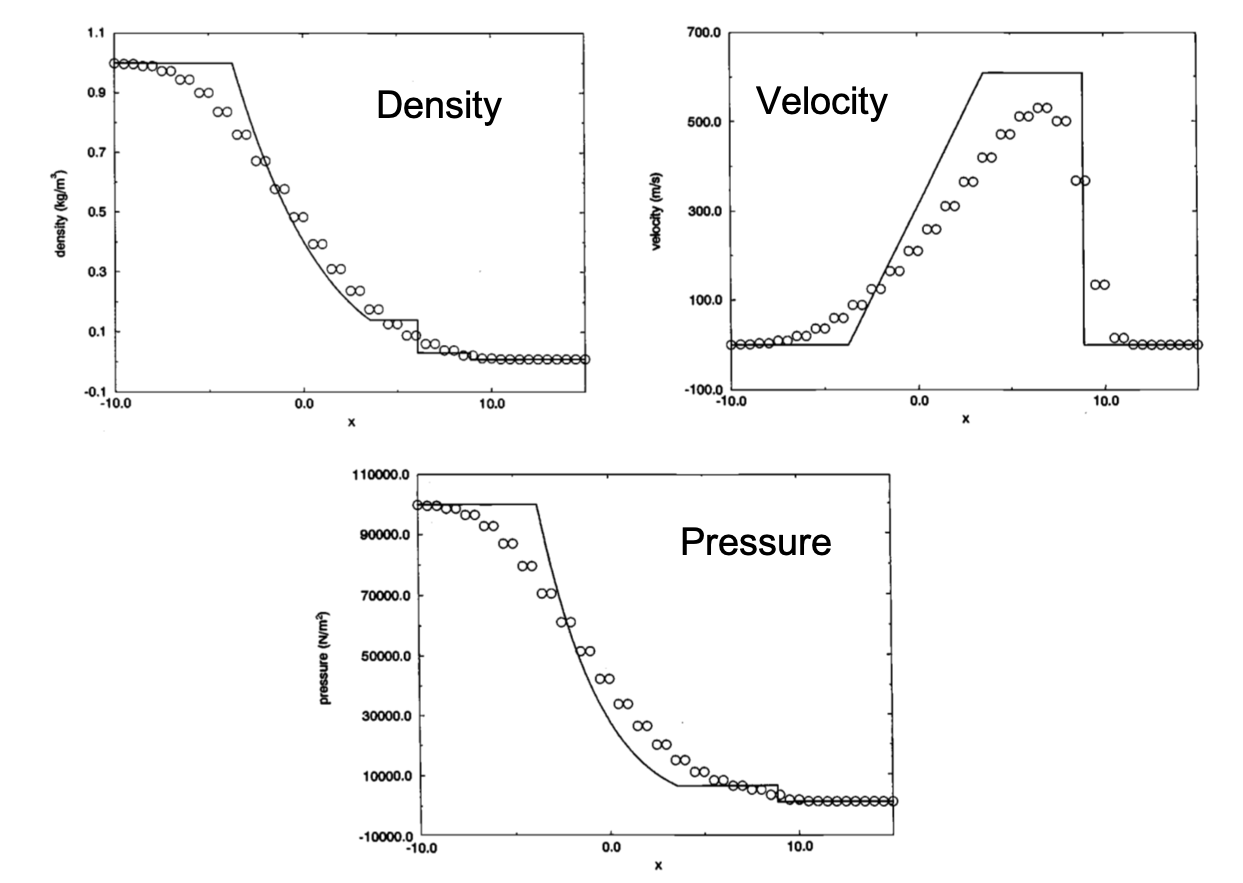 Density
1.1
0.9
0.7
0.5
0.3
0.1
-0.1
density (kg/m³)
-10.0 0.0 10.0
x
Velocity
700.0
500.0
300.0
100.0
-100.0
velocity (m/s)
-10.0 0.0 10.0
x
Pressure
110000.0
90000.0
70000.0
50000.0
30000.0
10000.0
-10000.0
pressure (N/m²)
-10.0 0.0 10.0
x